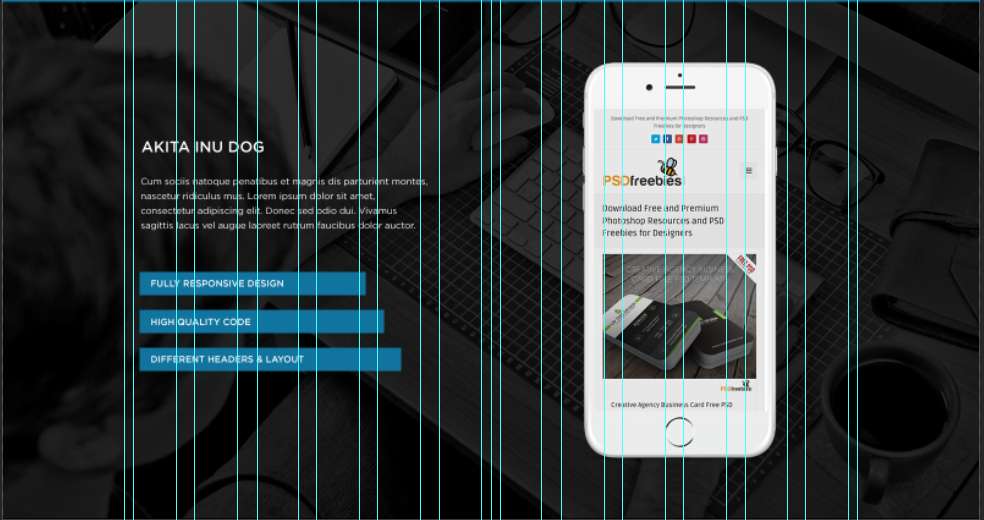 AKITA INU DOG
Cum sociis natoque penatibus et magnis dis parturient montes,
nascetur ridiculus mus. Lorem ipsum dolor sit amet,
consectetur adipiscing elit. Donec sed odio dui. Vivamus
sagittis lacus vel augue laoreet rutrum faucibus dolor auctor.
FULLY RESPONSIVE DESIGN
HIGH QUALITY CODE
DIFFERENT HEADERS & LAYOUT
Download Free and Premium Photoshop Resources and PSD
Freebies for Designers
PSDfreebies
Download Free and Premium
Photoshop Resources and PSD
Freebies for Designers
CREATIVE AGENCY BUSINESS
CARD FREE PSD TEMPLATE
FREE PSD
PSDfreebies
Creative Agency Business Card Free PSD